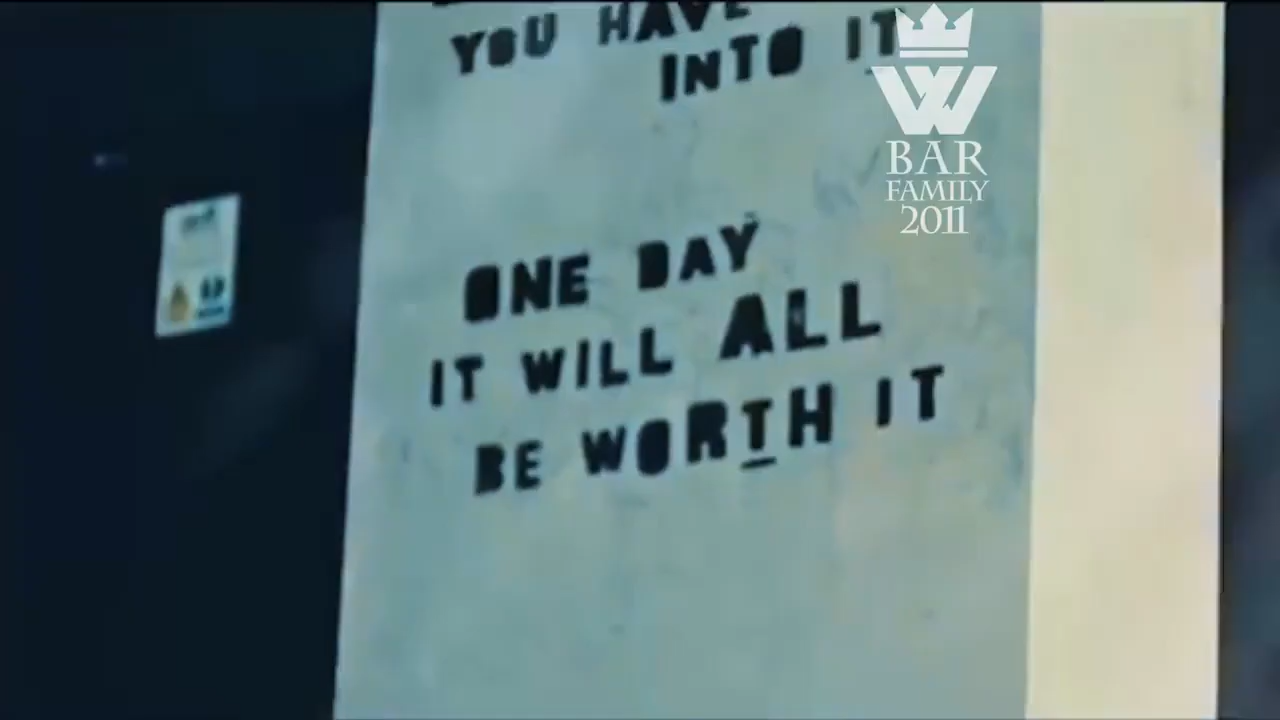 YOU HAVE
INTO IT
ONE DAY
IT WILL ALL
BE WORTH IT
W
BAR
FAMILY
2011